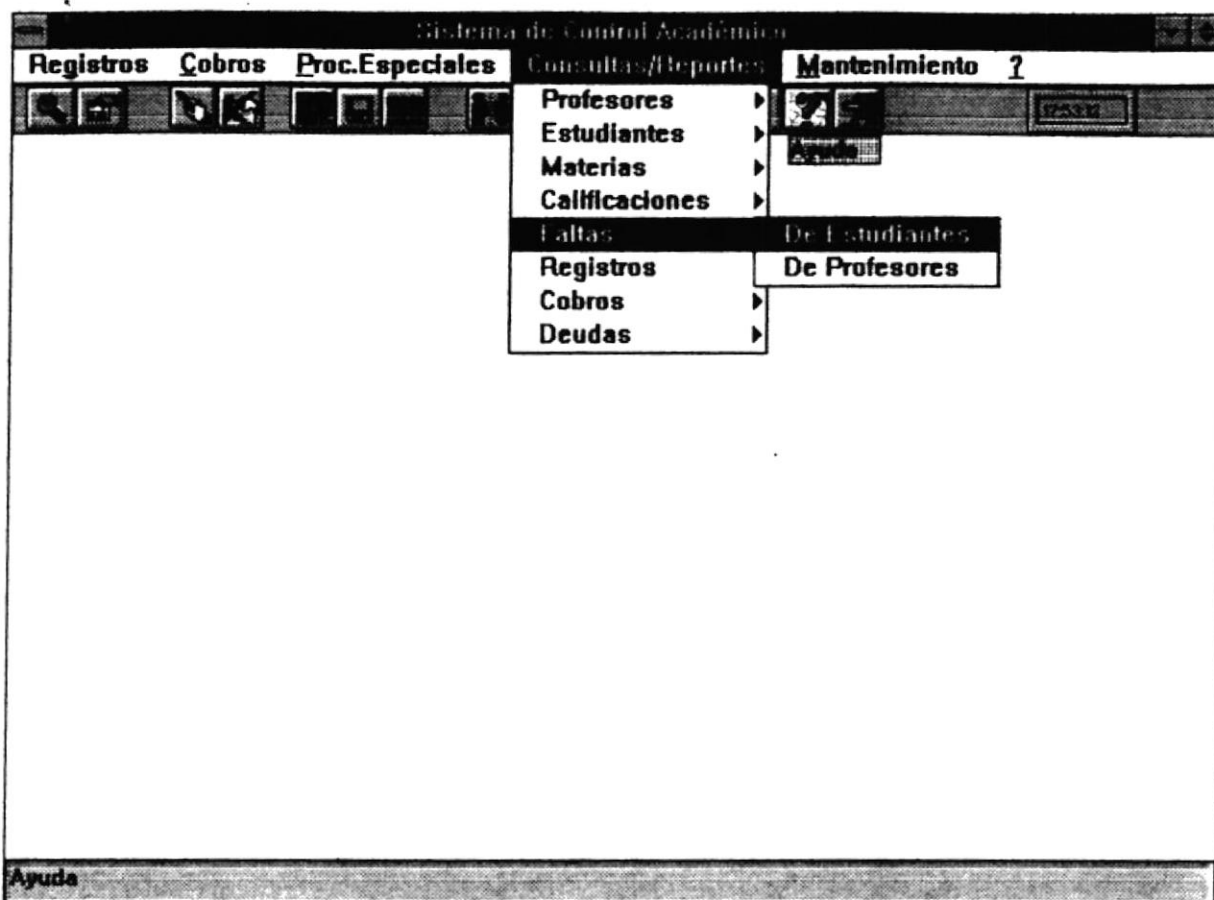 Sistema de Control Académico
Registros Cobros Proc.Especiales Consultas/Reportes Mantenimiento ?
Profesores
Estudiantes
Materias
Calificaciones
Faltas
Registros
Cobros
Deudas
Ayuda
De Estudiantes
De Profesores
Ayuda